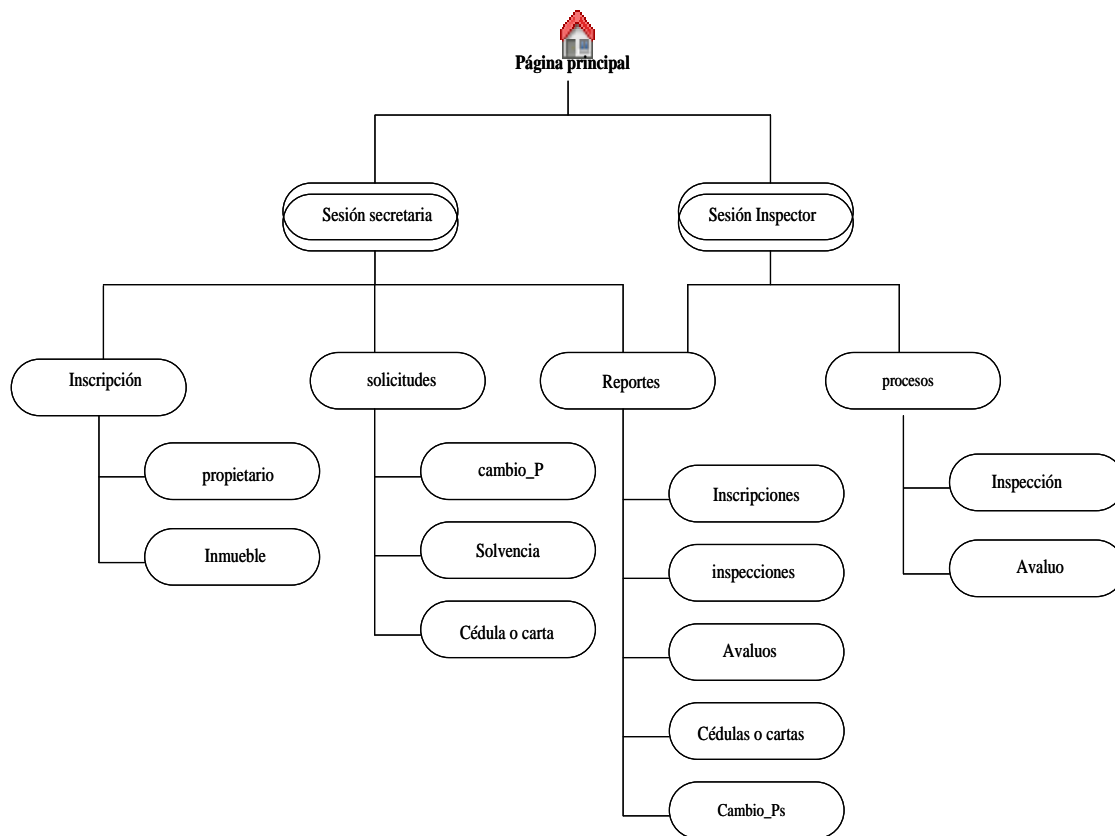 Página principal
Sesión secretaria
Sesión Inspector
Inscripción
solicitudes
Reportes
procesos
propietario
Inmueble
cambio_P
Solvencia
Cédula o carta
Inscripciones
inspecciones
Avaluos
Cédulas o cartas
Cambio_Ps
Inspección
Avaluo